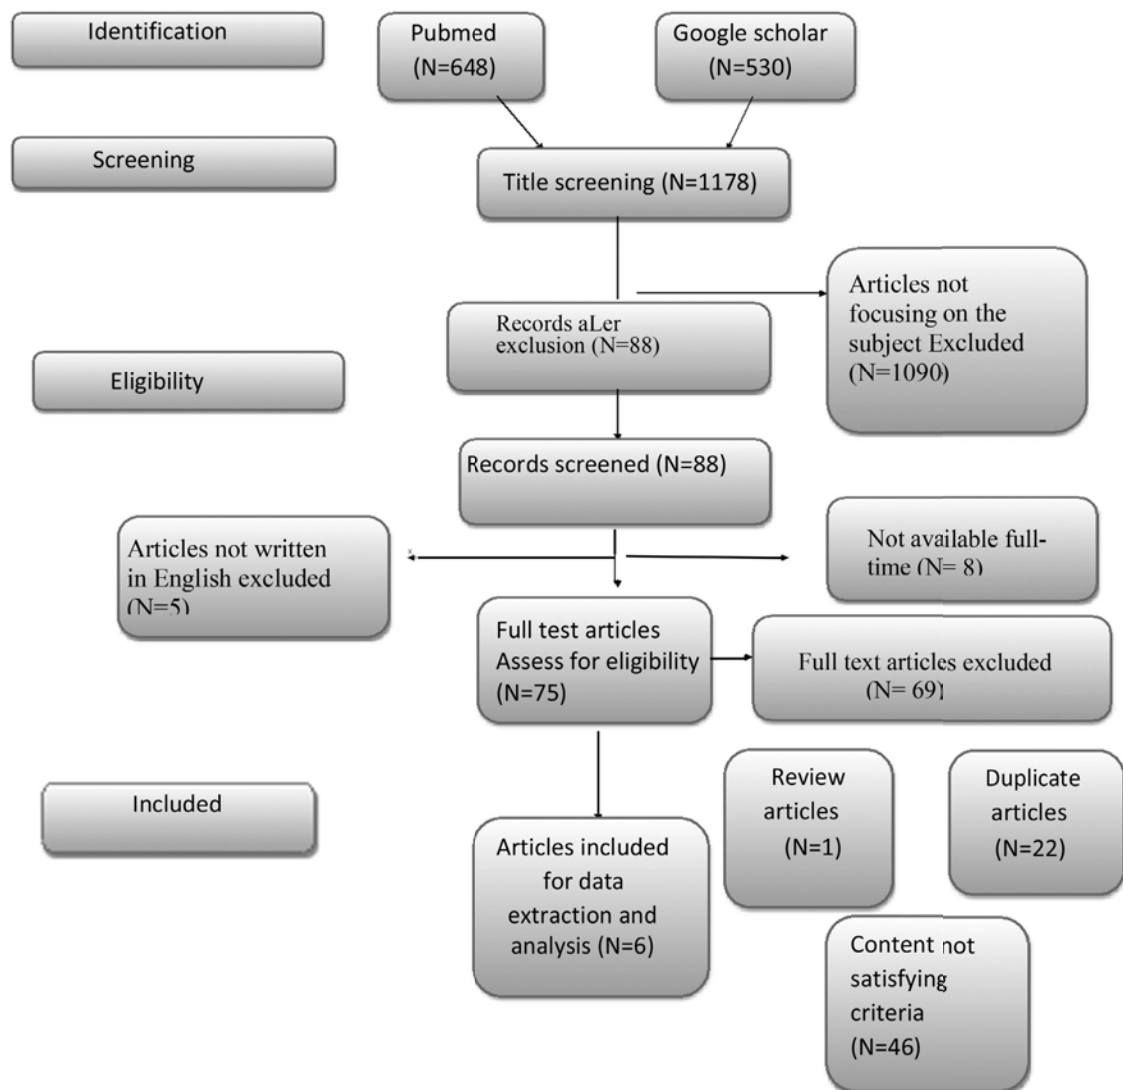 Identification
Pubmed
(N=648)
Google scholar
(N=530)
Screening
Title screening (N=1178)
Articles not
focusing on the
subject Excluded
(N=1090)
Records aLer
exclusion (N=88)
Eligibility
Records screened (N=88)
Articles not written
in English excluded
(N=5)
Not available full-
time (N= 8)
Full test articles
Assess for eligibility
(N=75)
Full text articles excluded
(N= 69)
Included
Review
articles
(N=1)
Duplicate
articles
(N=22)
Articles included
for data
extraction and
analysis (N=6)
Content not
satisfying
criteria
(N=46)